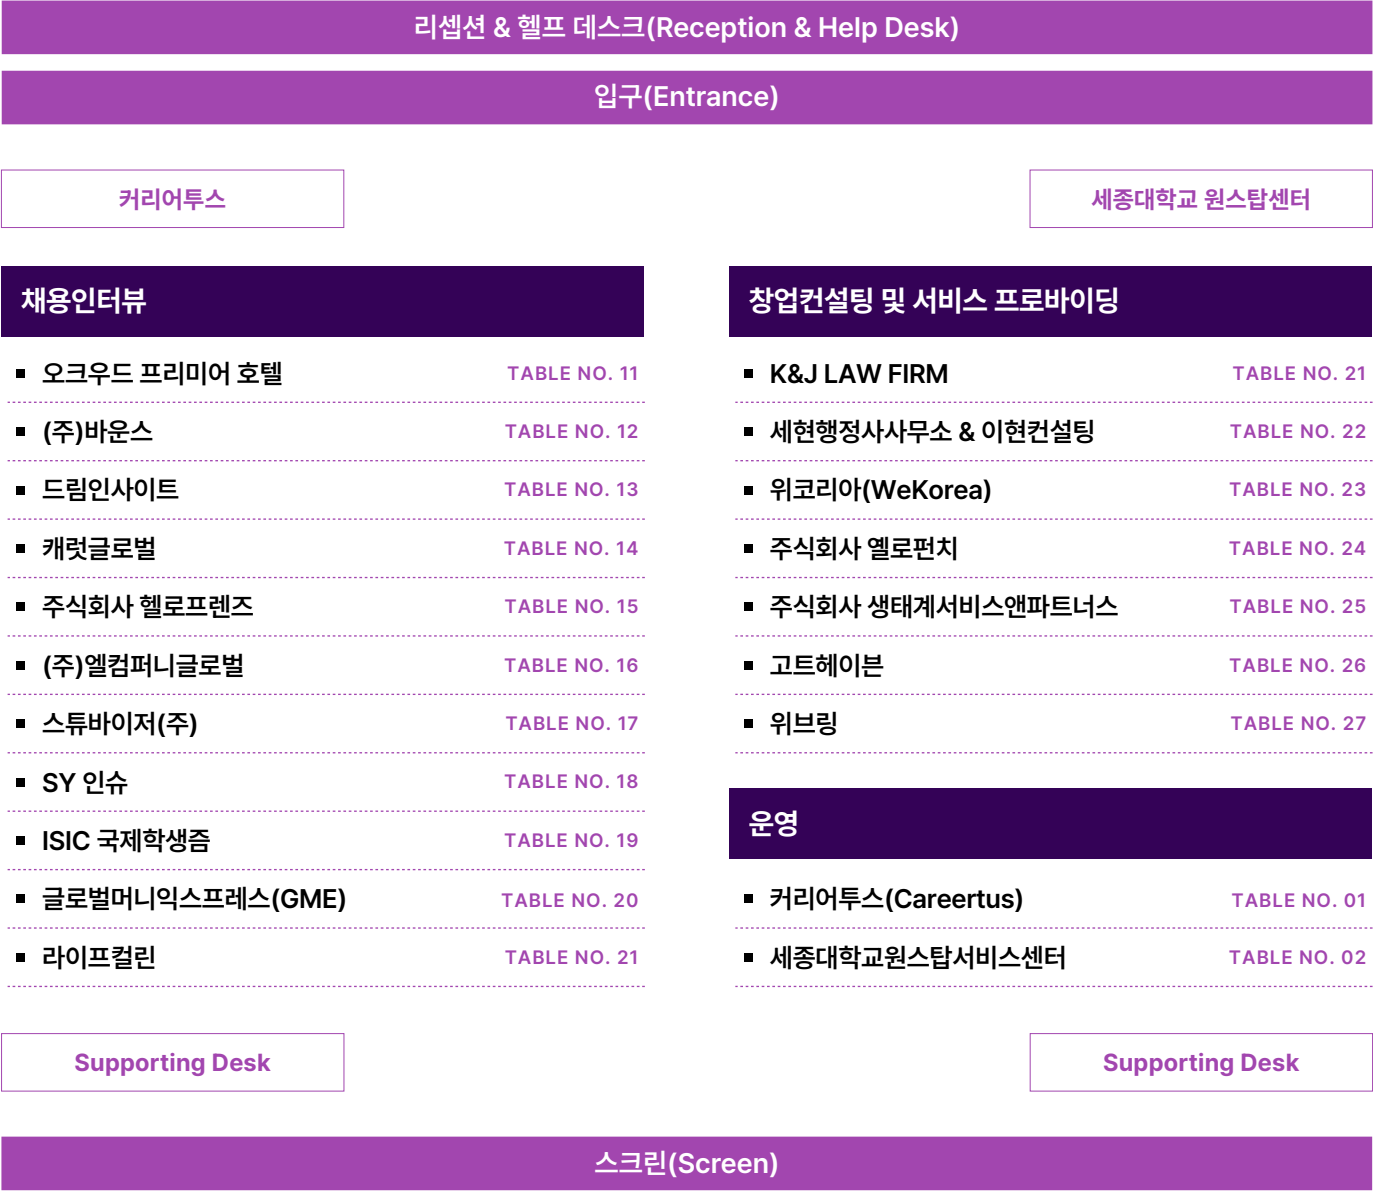 리셉션 & 헬프 데스크(Reception & Help Desk)
입구(Entrance)
커리어투스
세종대학교 원스탑센터
채용인터뷰
오크우드 프리미어 호텔 TABLE NO. 11
(주)바운스 TABLE NO. 12
드림인사이트 TABLE NO. 13
캐럿글로벌 TABLE NO. 14
주식회사 헬로프렌즈 TABLE NO. 15
(주)엘컴퍼니글로벌 TABLE NO. 16
스튜바이저(주) TABLE NO. 17
SY 인슈 TABLE NO. 18
ISIC 국제학생즘 TABLE NO. 19
글로벌머니익스프레스(GME) TABLE NO. 20
라이프컬린 TABLE NO. 21
창업컨설팅 및 서비스 프로바이딩
K&J LAW FIRM TABLE NO. 21
세현행정사사무소 & 이현컨설팅 TABLE NO. 22
위코리아(WeKorea) TABLE NO. 23
주식회사 옐로펀치 TABLE NO. 24
주식회사 생태계서비스앤파트너스 TABLE NO. 25
고트헤이븐 TABLE NO. 26
위브링 TABLE NO. 27
운영
커리어투스(Careertus) TABLE NO. 01
세종대학교원스탑서비스센터 TABLE NO. 02
Supporting Desk
Supporting Desk
스크린(Screen)